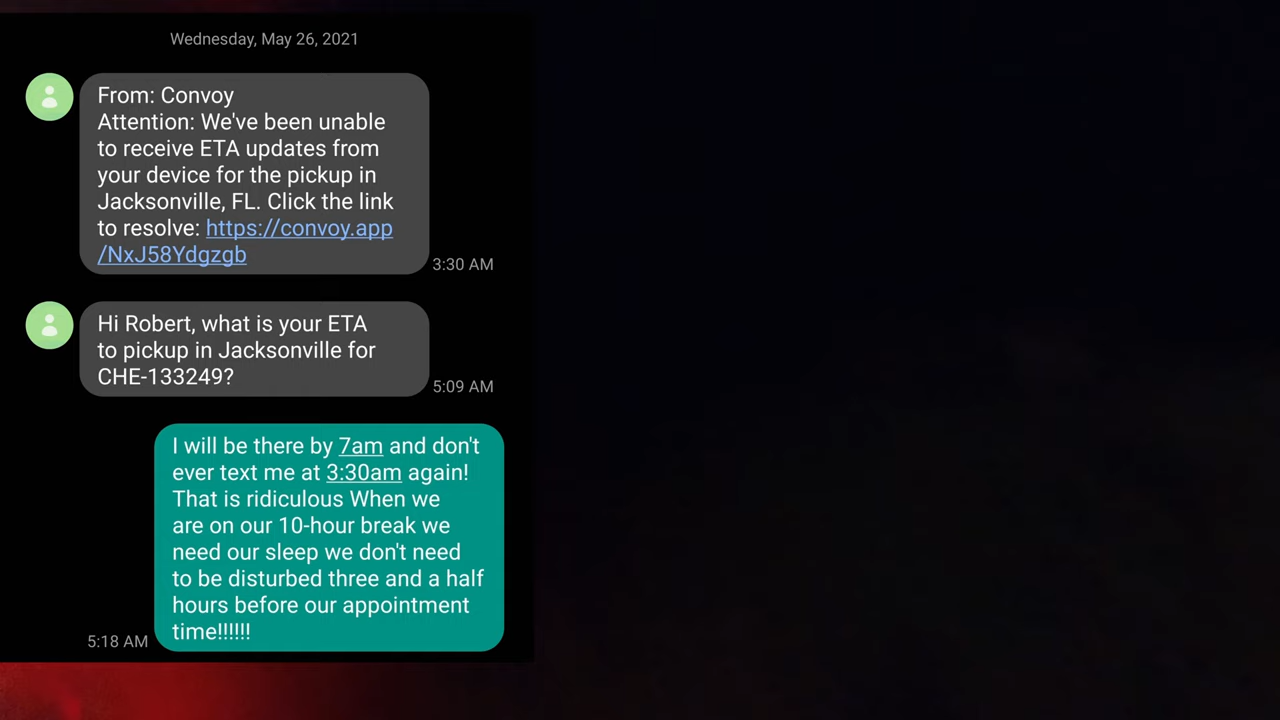 Wednesday, May 26, 2021
From: Convoy
Attention: We've been unable
to receive ETA updates from
your device for the pickup in
Jacksonville, FL. Click the link
to resolve: https://convoy.app
/NxJ58Ydgzgb
3:30 AM
Hi Robert, what is your ETA
to pickup in Jacksonville for
CHE-133249?
5:09 AM
I will be there by 7am and don't
ever text me at 3:30am again!
That is ridiculous When we
are on our 10-hour break we
need our sleep we don't need
to be disturbed three and a half
hours before our appointment
time!!!!!!
5:18 AM